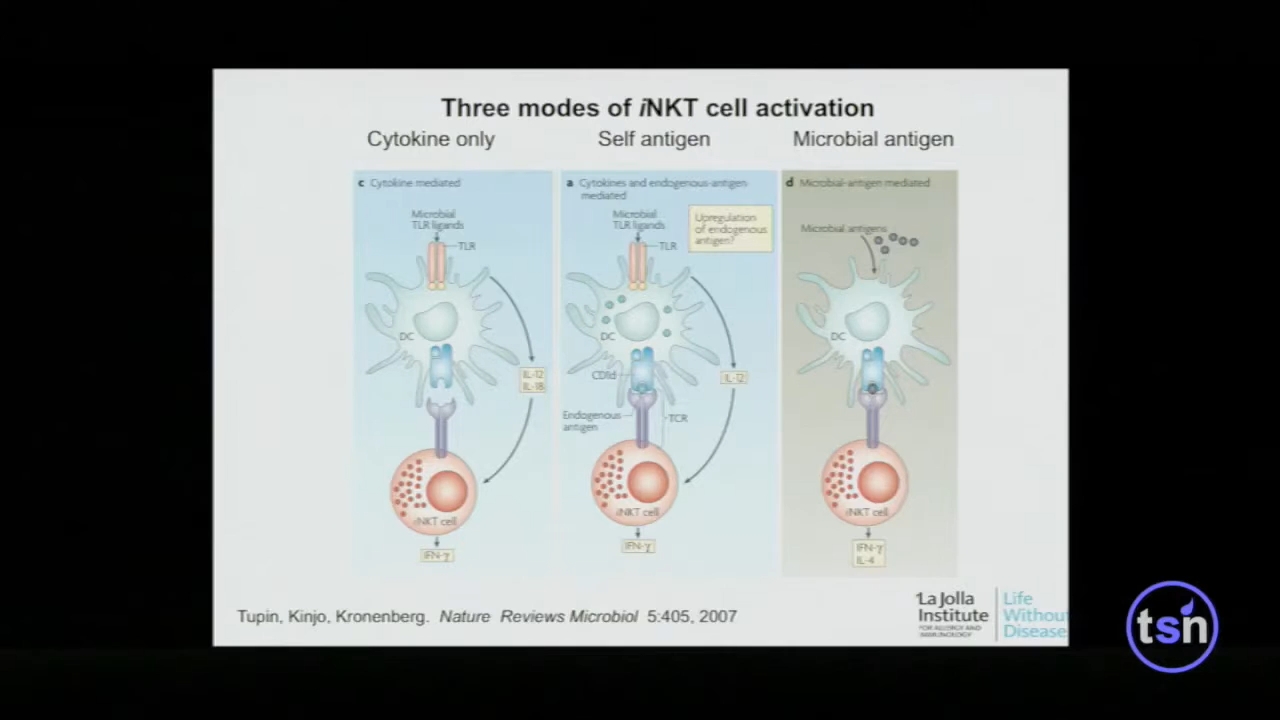 Three modes of iNKT cell activation
Cytokine only
Self antigen
Microbial antigen
c Cytokine mediated
Microbial
TLR ligands
TLR
DC
IL-12
IL-18
iNKT cell
IFN-γ
a Cytokines and endogenous-antigen-
mediated
Microbial
TLR ligands
Upregulation
of endogenous
antigen?
TLR
DC
CD1d
IL-12
Endogenous
antigen
TCR
iNKT cell
IFN-γ
d Microbial-antigen mediated
Microbial antigens
DC
iNKT cell
IFN-γ
IL-4
Tupin, Kinjo, Kronenberg. Nature Reviews Microbiol 5:405, 2007
La Jolla
Institute
FOR ALLERGY AND
IMMUNOLOGY
Life
Without
Disease
tsn